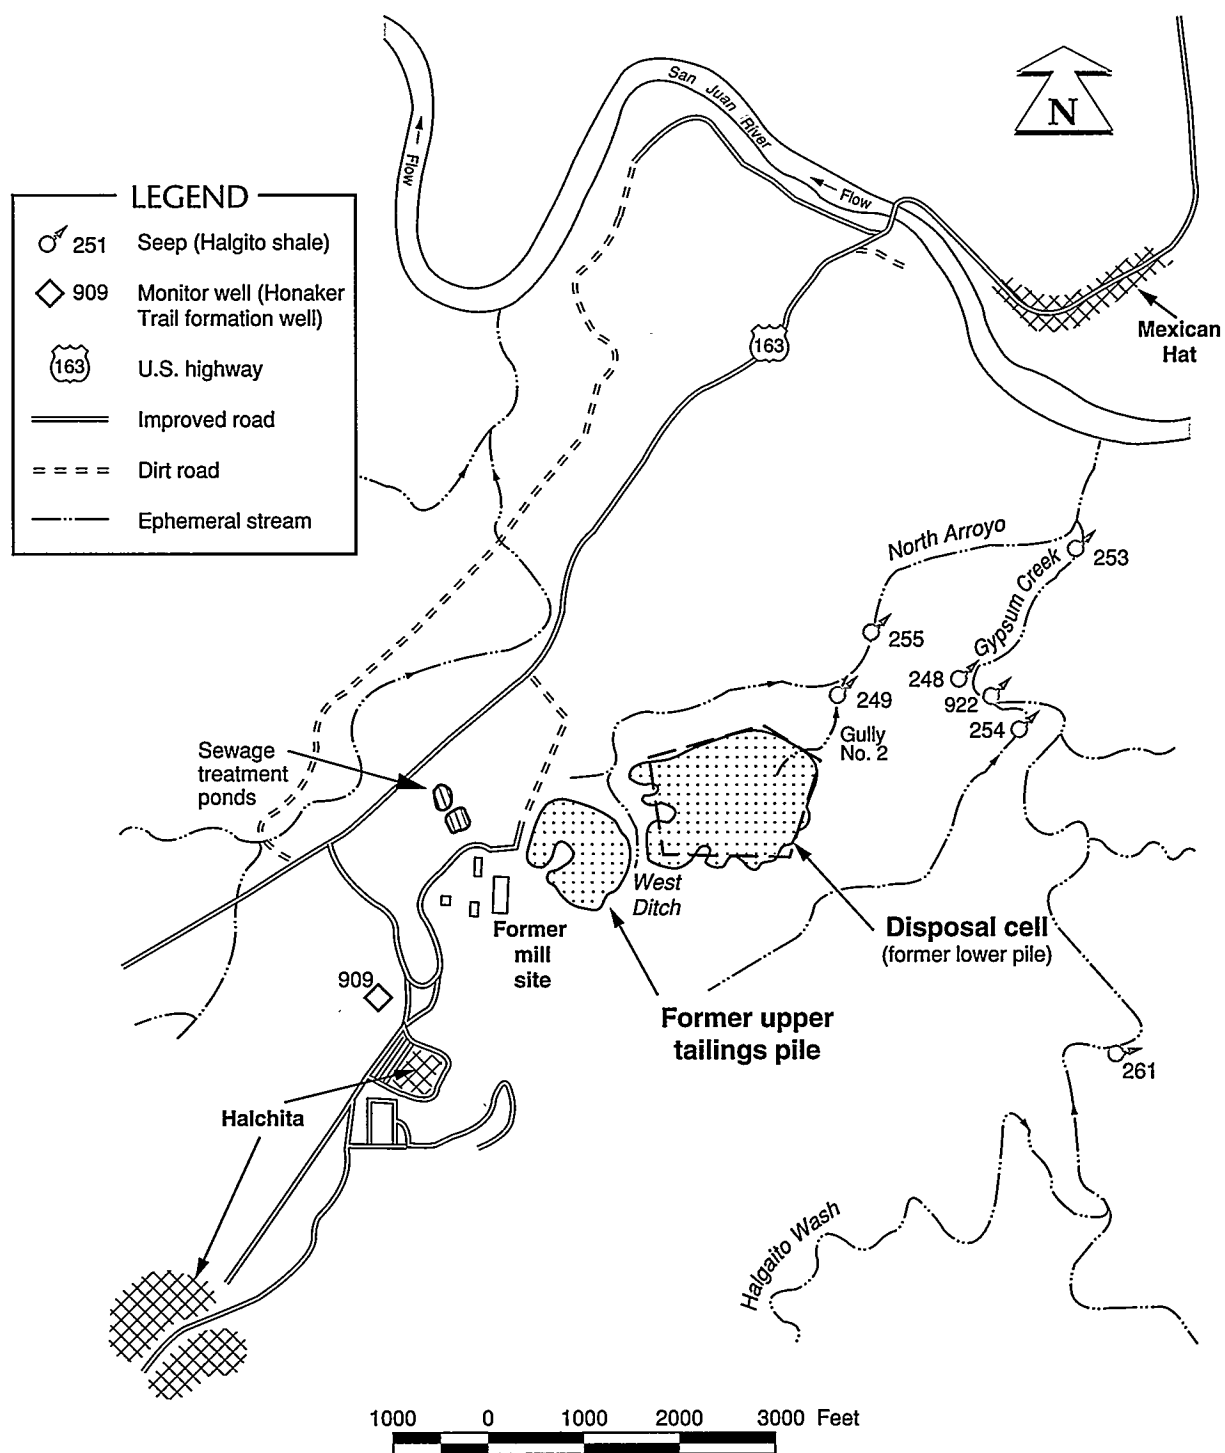 San Juan River
N
Flow
Flow
LEGEND
251 Seep (Halgito shale)
909 Monitor well (Honaker
Trail formation well)
163 U.S. highway
Improved road
Dirt road
Ephemeral stream
Mexican
Hat
163
North Arroyo
253
Gypsum Creek
255
248
249
922
254
Gully
No. 2
Sewage
treatment
ponds
West
Ditch
Disposal cell
(former lower pile)
Former
mill
site
909
Former upper
tailings pile
261
Halchita
Halgaito Wash
1000 0 1000 2000 3000 Feet